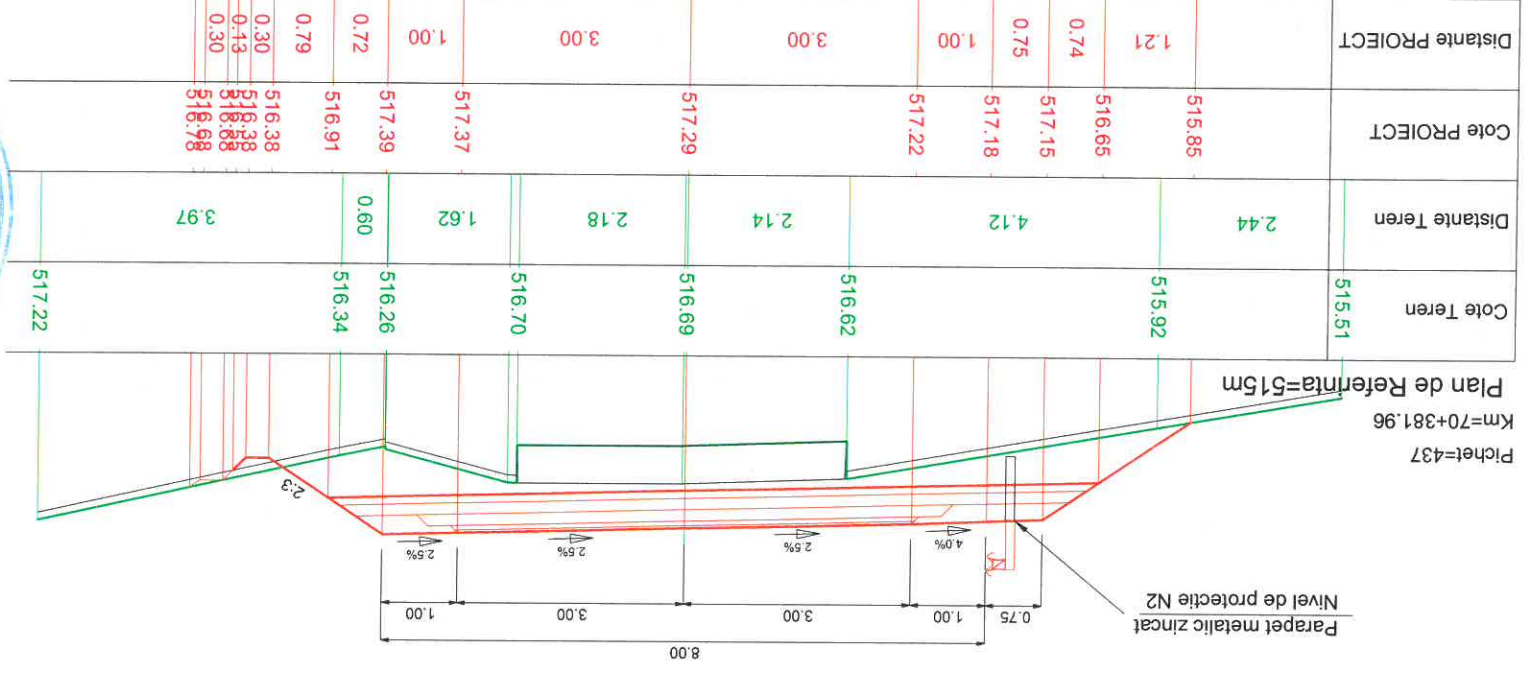 8.00
0.75 1.00 3.00 3.00 1.00
Parapet metalic zincat
Nivel de protectie N2
4.0% 2.5% 2.5% 2.5%
2:3
Pichet=437
Km=70+381.96
Plan de Referinta=515m
Cote Teren 515.51 515.92 516.62 516.69 516.70 516.26 516.34 517.22
Distante Teren 2.44 4.12 2.14 2.18 1.62 0.60 3.97
Cote PROIECT 515.85 516.65 517.15 517.18 517.22 517.29 517.37 517.39 516.91 516.38 516.38 516.68 516.68 516.78
Distante PROIECT 1.21 0.74 0.75 1.00 3.00 3.00 1.00 0.72 0.79 0.30 0.13 0.30